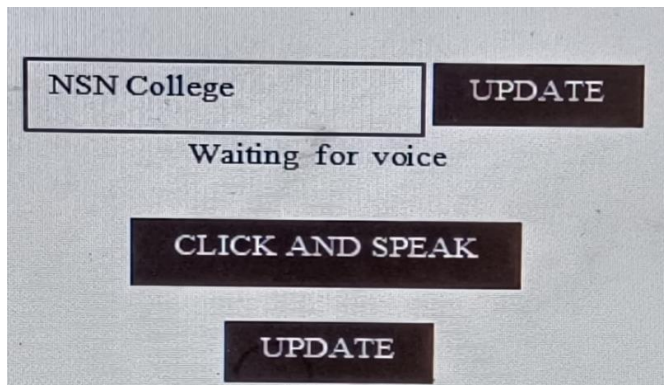 NSN College UPDATE
Waiting for voice
CLICK AND SPEAK
UPDATE